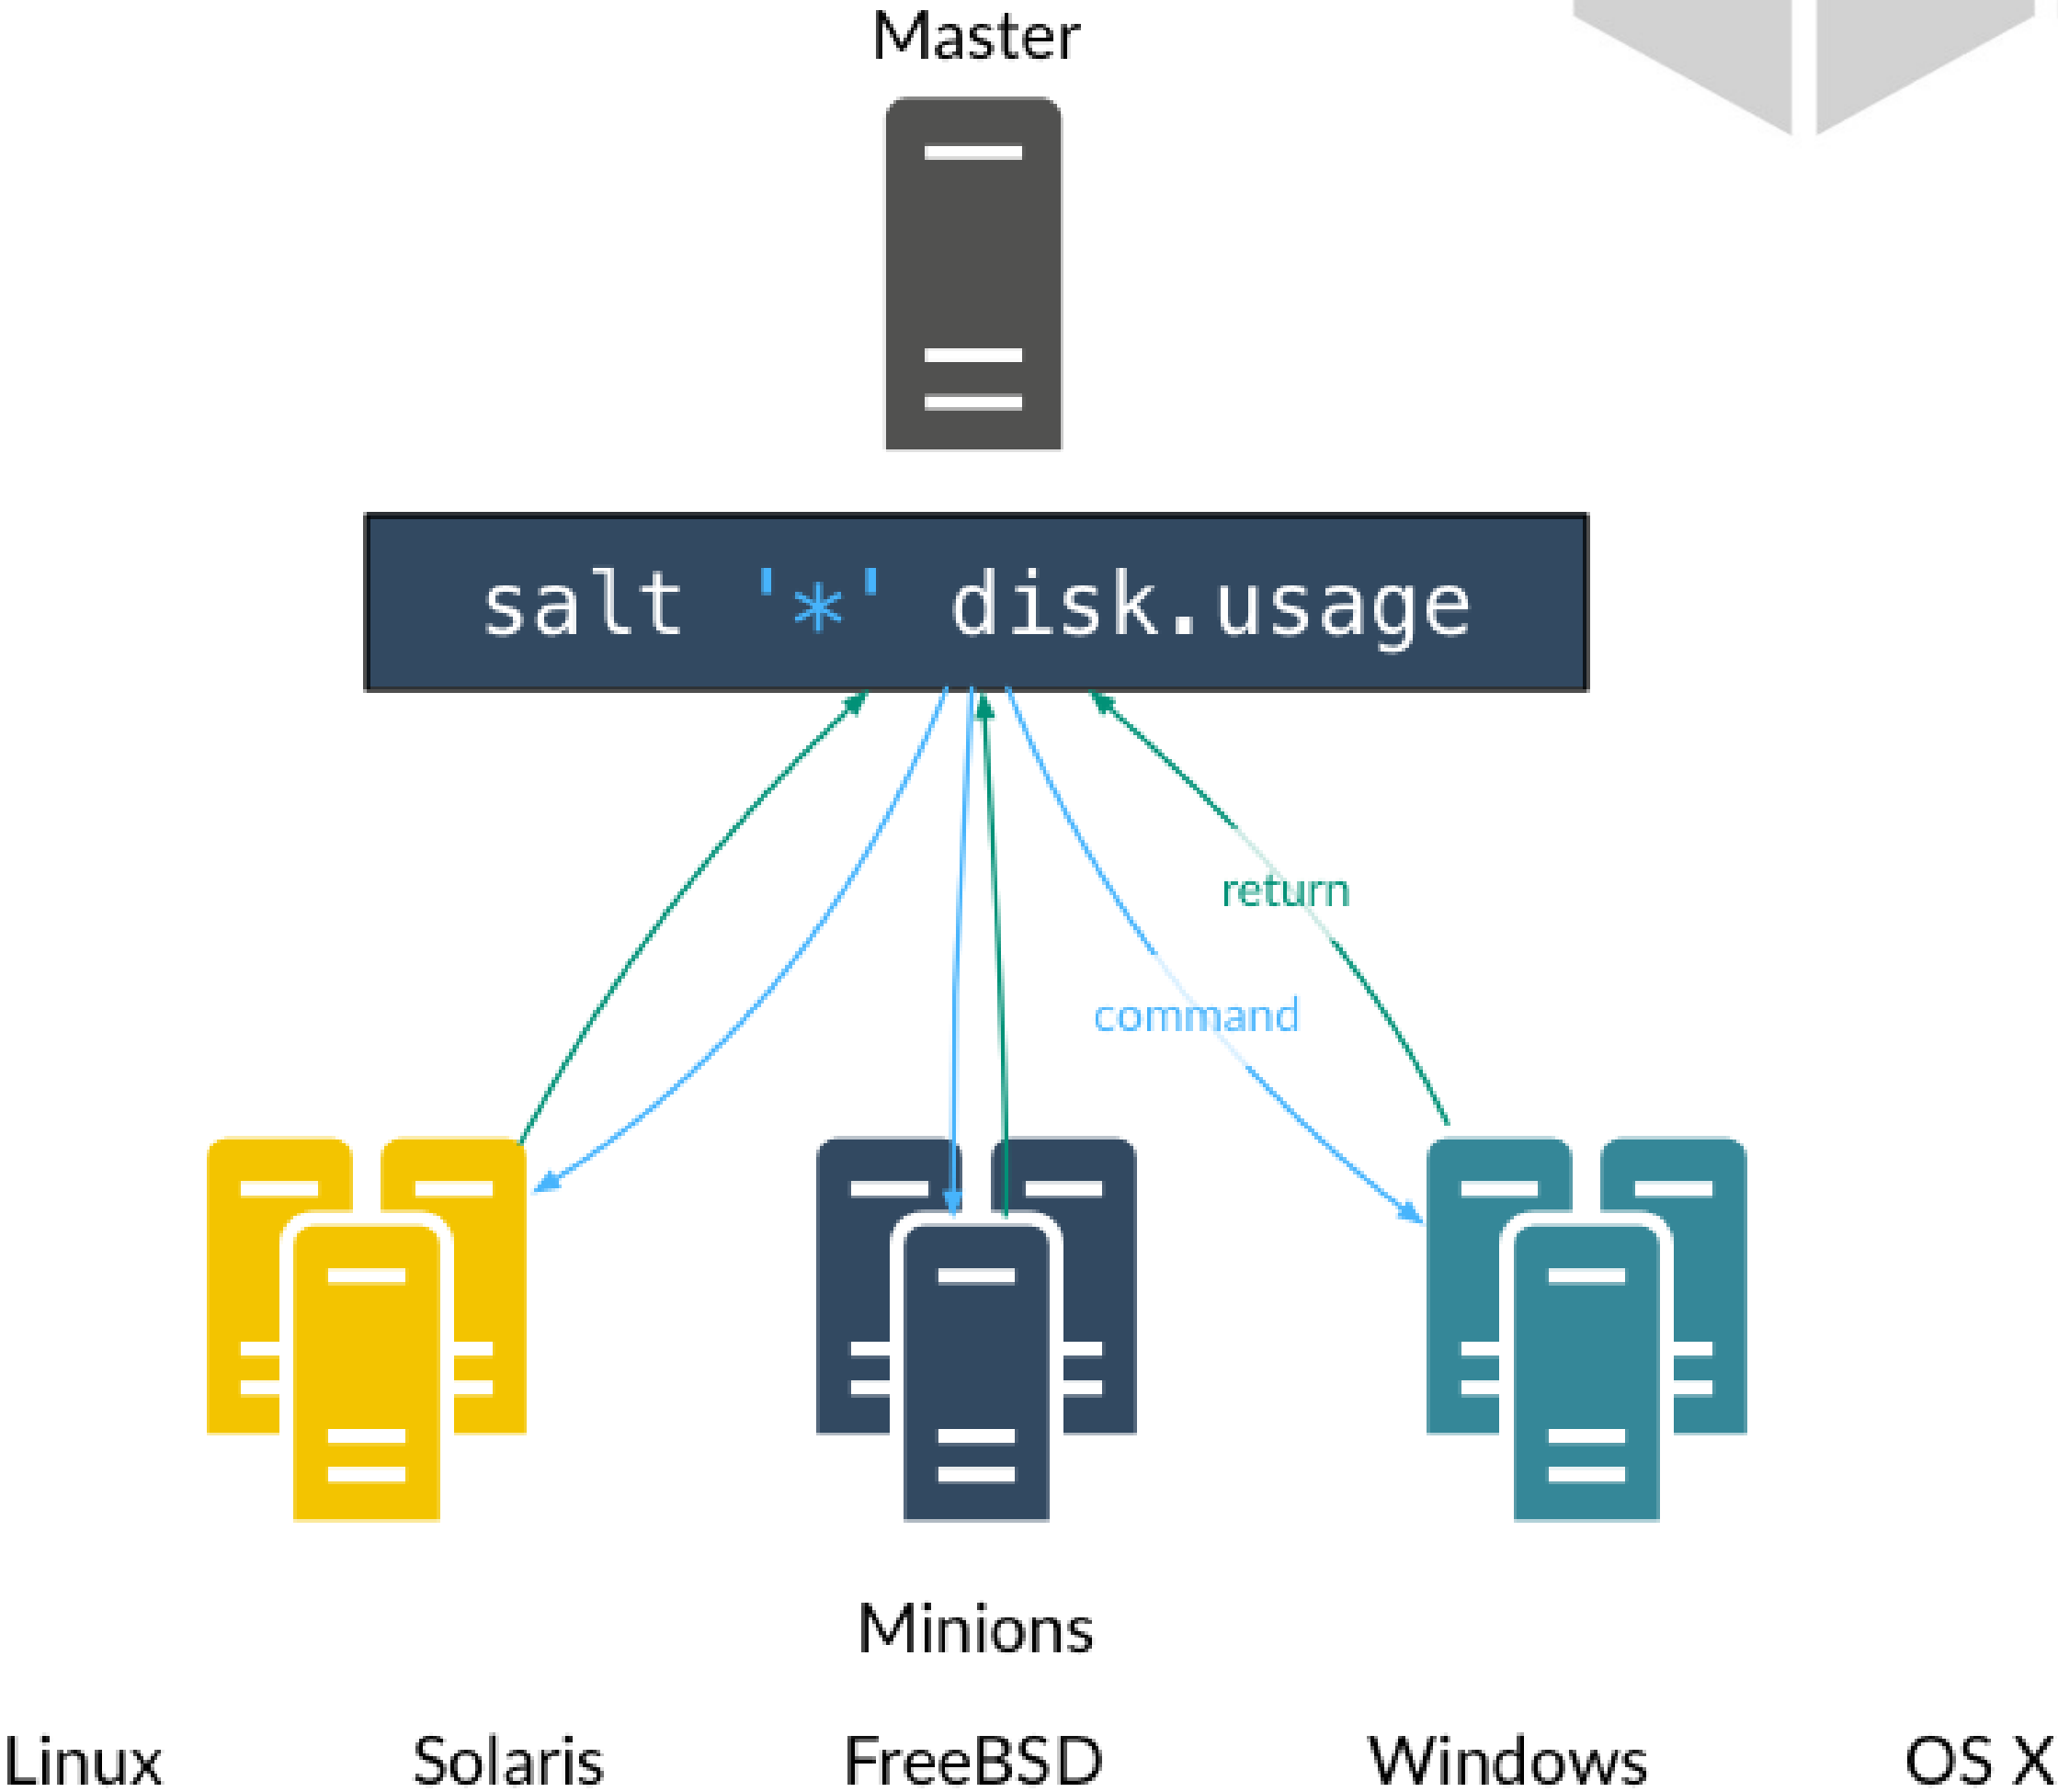 Master
salt '*' disk.usage
return
command
Minions
Linux Solaris FreeBSD Windows OS X